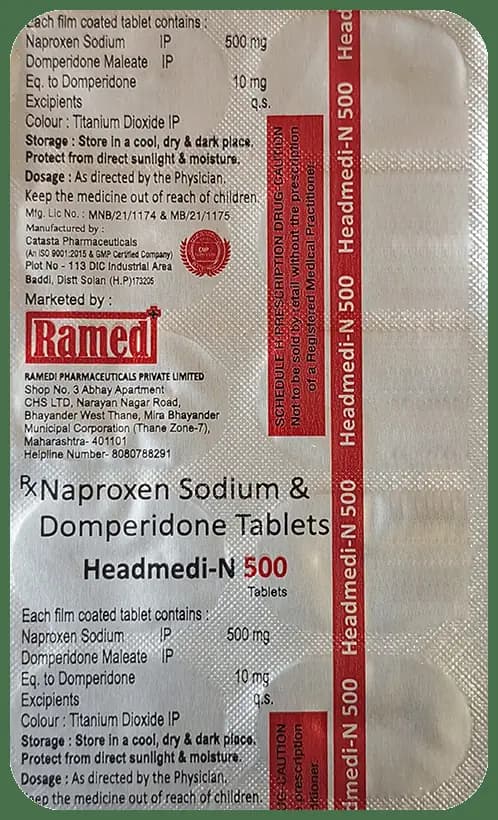 Each film coated tablet contains :
Naproxen Sodium IP 500 mg
Domperidone Maleate IP
Eq. to Domperidone 10 mg
Excipients q.s.
Colour : Titanium Dioxide IP
Storage : Store in a cool, dry & dark place.
Protect from direct sunlight & moisture.
Dosage : As directed by the Physician.
Keep the medicine out of reach of children.
Mfg. Lic No. : MNB/21/1174 & MB/21/1175
Manufactured by :
Catasta Pharmaceuticals
(An ISO 9001:2015 & GMP Certified Company)
Plot No - 113 DIC Industrial Area
Baddi, Distt Solan (H.P)173205
GMP
Marketed by :
Ramedi
RAMEDI PHARMACEUTICALS PRIVATE LIMITED
Shop No. 3 Abhay Apartment
CHS LTD, Narayan Nagar Road,
Bhayander West Thane, Mira Bhayander
Municipal Corporation (Thane Zone-7),
Maharashtra- 401101
Helpline Number- 8080788291
SCHEDULE H PRESCRIPTION DRUG-CAUTION
Not to be sold by retail without the prescription
of a Registered Medical Practitioner.
Rx Naproxen Sodium &
Domperidone Tablets
Headmedi-N 500
Tablets
Each film coated tablet contains :
Naproxen Sodium IP 500 mg
Domperidone Maleate IP
Eq. to Domperidone 10 mg
Excipients q.s.
Colour : Titanium Dioxide IP
Storage : Store in a cool, dry & dark place.
Protect from direct sunlight & moisture.
Dosage : As directed by the Physician.
eep the medicine out of reach of children.
UG-CAUTION
prescription
titioner.
Head
Headmedi-N 500
Headmedi-N 500
Headmedi-N 500
dmedi-N 500